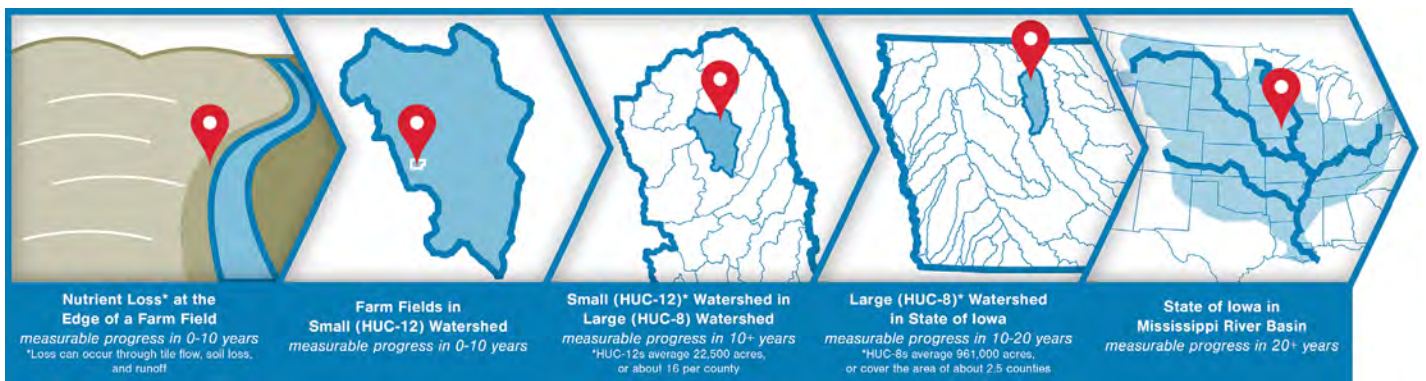 Nutrient Loss* at the
Edge of a Farm Field
measurable progress in 0-10 years
*Loss can occur through tile flow, soil loss,
and runoff
Farm Fields in
Small (HUC-12) Watershed
measurable progress in 0-10 years
Small (HUC-12)* Watershed in
Large (HUC-8) Watershed
measurable progress in 10+ years
*HUC-12s average 22,500 acres,
or about 16 per county
Large (HUC-8)* Watershed
in State of Iowa
measurable progress in 10-20 years
*HUC-8s average 961,000 acres,
or cover the area of about 2.5 counties
State of Iowa in
Mississippi River Basin
measurable progress in 20+ years